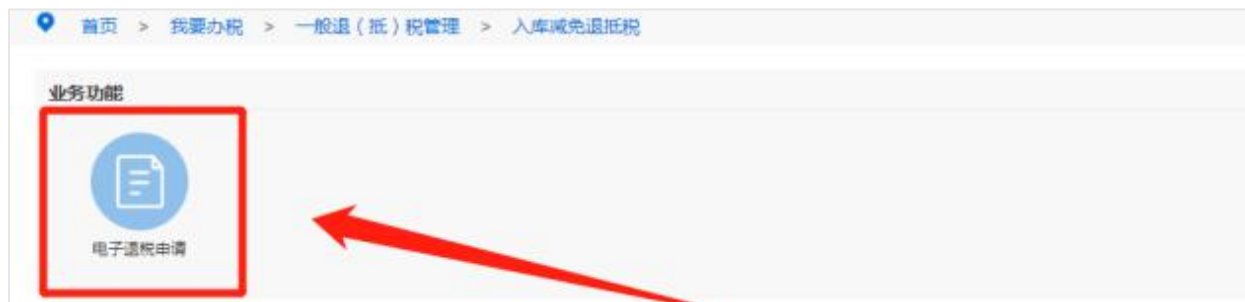 首页 > 我要办税 > 一般退（抵）税管理 > 入库减免退抵税
业务功能
电子退税申请